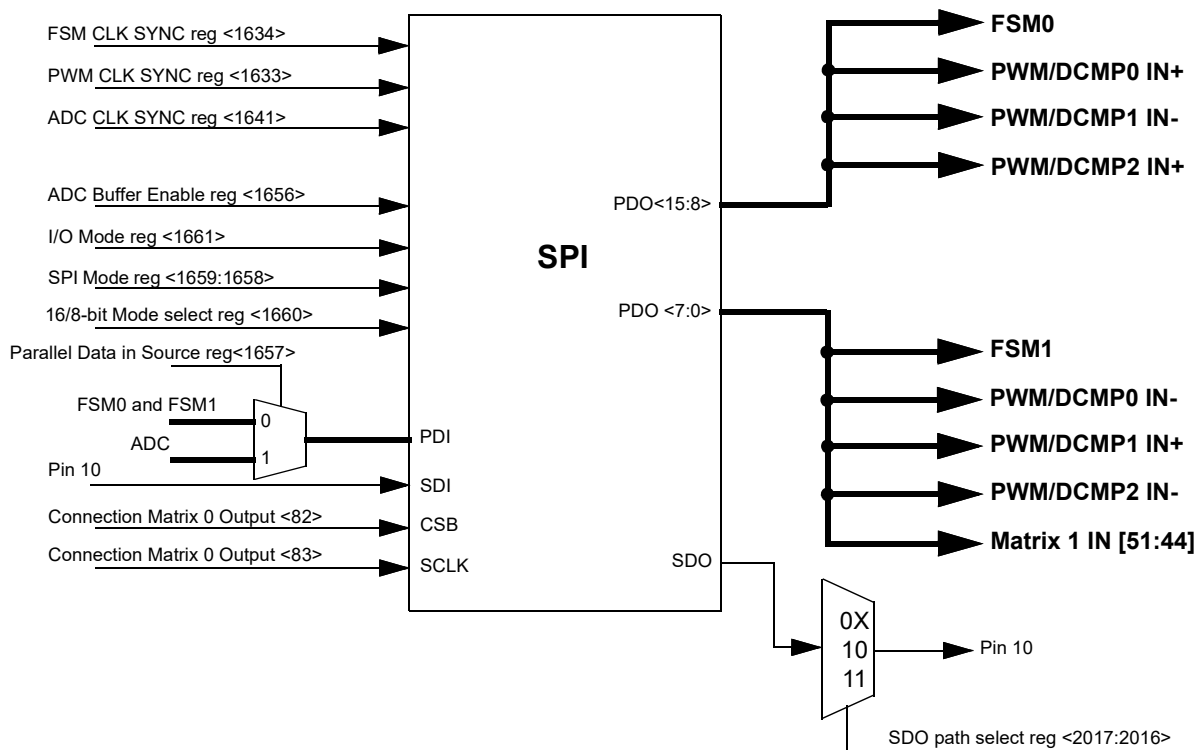 FSM CLK SYNC reg <1634>
PWM CLK SYNC reg <1633>
ADC CLK SYNC reg <1641>
ADC Buffer Enable reg <1656>
I/O Mode reg <1661>
SPI Mode reg <1659:1658>
16/8-bit Mode select reg <1660>
Parallel Data in Source reg<1657>
FSM0 and FSM1
0
ADC
1
Pin 10
Connection Matrix 0 Output <82>
Connection Matrix 0 Output <83>
PDI
SDI
CSB
SCLK
SPI
PDO<15:8>
PDO <7:0>
SDO
FSM0
PWM/DCMP0 IN+
PWM/DCMP1 IN-
PWM/DCMP2 IN+
FSM1
PWM/DCMP0 IN-
PWM/DCMP1 IN+
PWM/DCMP2 IN-
Matrix 1 IN [51:44]
0X
10
11
Pin 10
SDO path select reg <2017:2016>